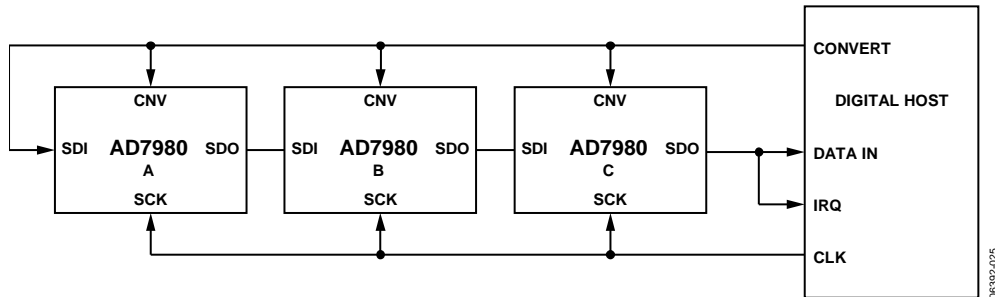 CONVERT
CNV
CNV
CNV
DIGITAL HOST
SDI
AD7980
SDO
A
SCK
SDI
AD7980
SDO
B
SCK
SDI
AD7980
SDO
C
SCK
DATA IN
IRQ
CLK
06392-025